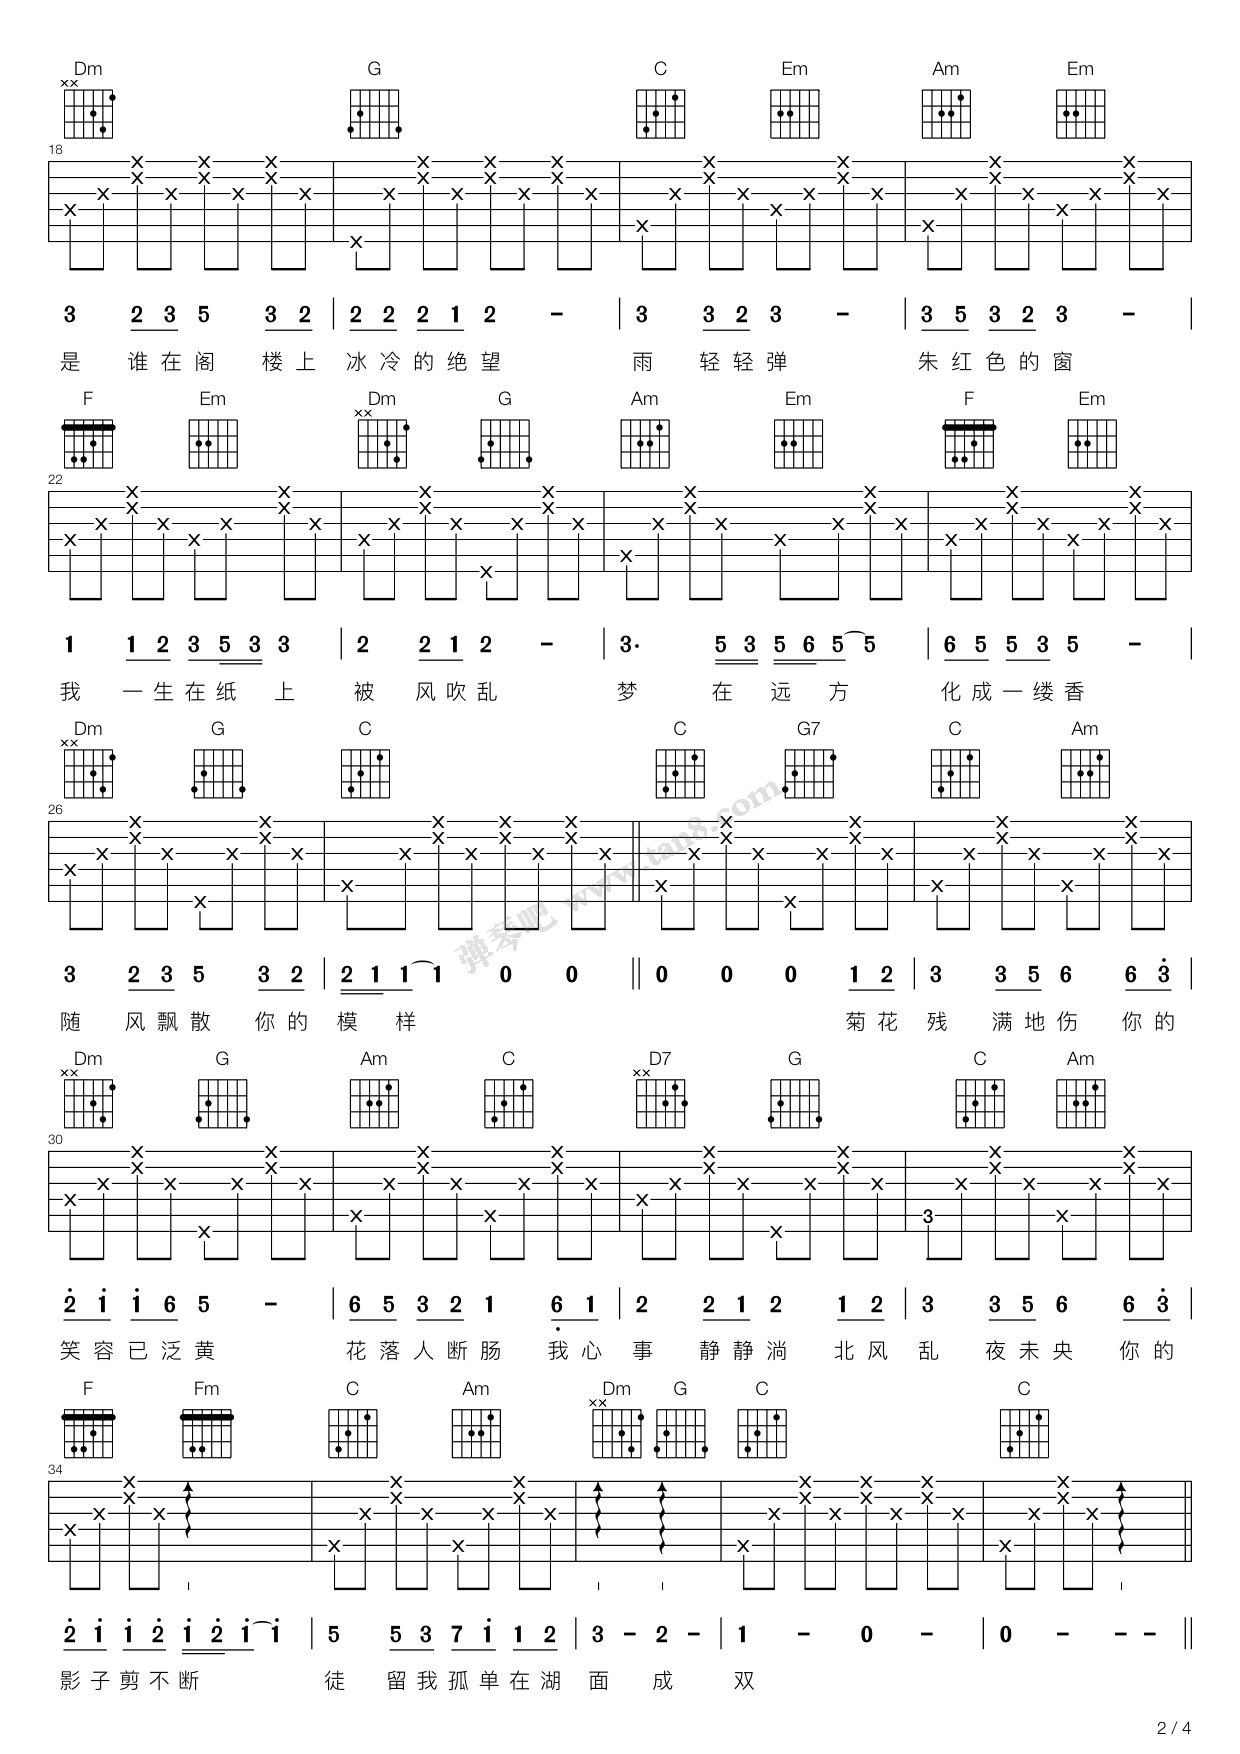 Dm G C Em Am Em
xx
18
3 2 3 5 3 2 | 2 2 2 1 2 - | 3 3 2 3 - | 3 5 3 2 3 - |
是 谁 在 阁 楼 上 冰 冷 的 绝 望 雨 轻 轻 弹 朱 红 色 的 窗
F Em Dm G Am Em F Em
xx
22
1 1 2 3 5 3 3 | 2 2 1 2 - | 3. 5 3 5 6 5 5 | 6 5 5 3 5 - |
我 一 生 在 纸 上 被 风 吹 乱 梦 在 远 方 化 成 一 缕 香
Dm G C C G7 C Am
xx
26
3 2 3 5 3 2 | 2 1 1 1 0 0 || 0 0 0 1 2 | 3 3 5 6 6 3 |
随 风 飘 散 你 的 模 样 菊 花 残 满 地 伤 你 的
弹琴吧 www.tan8.com
Dm G Am C D7 G C Am
xx xx
30
3
2 1 1 6 5 - | 6 5 3 2 1 6 1 | 2 2 1 2 1 2 | 3 3 5 6 6 3 |
笑 容 已 泛 黄 花 落 人 断 肠 我 心 事 静 静 淌 北 风 乱 夜 未 央 你 的
F Fm C Am Dm G C C
xx
34
2 1 1 2 1 2 1 1 | 5 5 3 7 1 1 2 | 3 - 2 - | 1 - 0 - | 0 - - - ||
影 子 剪 不 断 徒 留 我 孤 单 在 湖 面 成 双
2 / 4